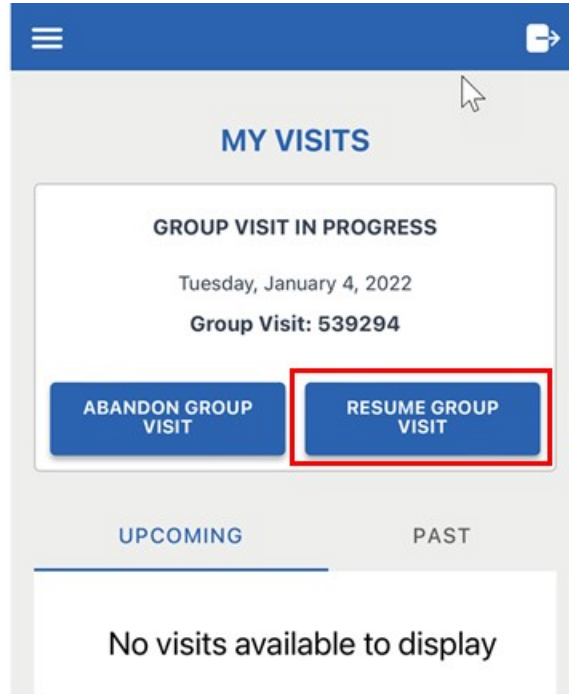 MY VISITS
GROUP VISIT IN PROGRESS
Tuesday, January 4, 2022
Group Visit: 539294
ABANDON GROUP
VISIT
RESUME GROUP
VISIT
UPCOMING
PAST
No visits available to display